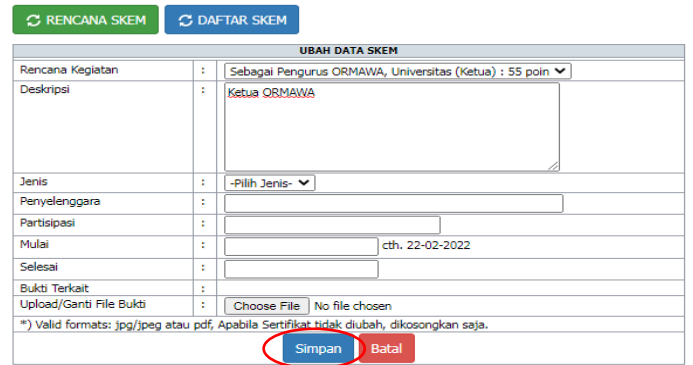 RENCANA SKEM DAFTAR SKEM
UBAH DATA SKEM
Rencana Kegiatan : Sebagai Pengurus ORMAWA, Universitas (Ketua) : 55 poin
Deskripsi : Ketua ORMAWA
Jenis : -Pilih Jenis-
Penyelenggara :
Partisipasi :
Mulai : cth. 22-02-2022
Selesai :
Bukti Terkait :
Upload/Ganti File Bukti : Choose File No file chosen
*) Valid formats: jpg/jpeg atau pdf, Apabila Sertifikat tidak diubah, dikosongkan saja.
Simpan Batal